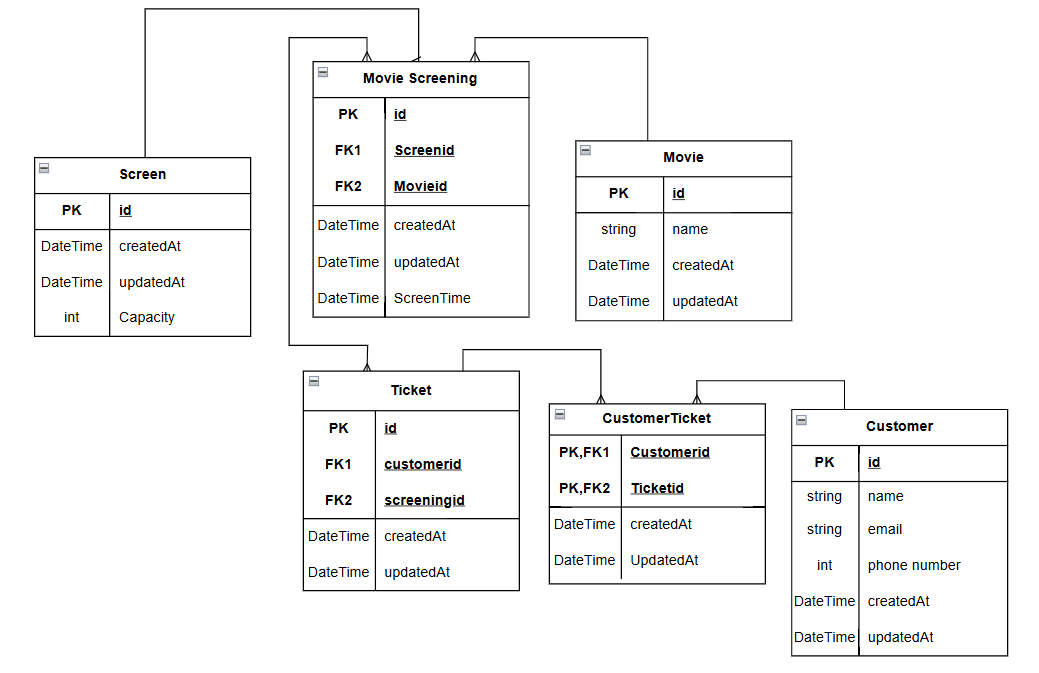 Movie Screening
PK id
FK1 Screenid
FK2 Movieid
DateTime createdAt
DateTime updatedAt
DateTime ScreenTime
Screen
PK id
DateTime createdAt
DateTime updatedAt
int Capacity
Movie
PK id
string name
DateTime createdAt
DateTime updatedAt
Ticket
PK id
FK1 customerid
FK2 screeningid
DateTime createdAt
DateTime updatedAt
CustomerTicket
PK,FK1 Customerid
PK,FK2 Ticketid
DateTime createdAt
DateTime UpdatedAt
Customer
PK id
string name
string email
int phone number
DateTime createdAt
DateTime updatedAt